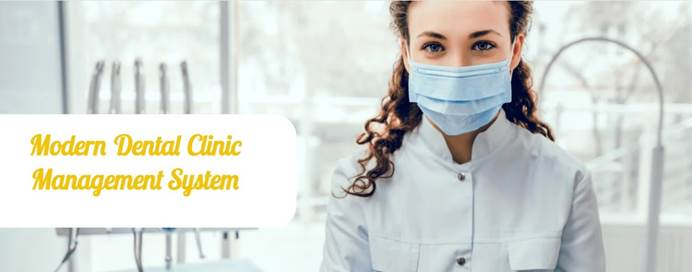 Modern Dental Clinic
Management System